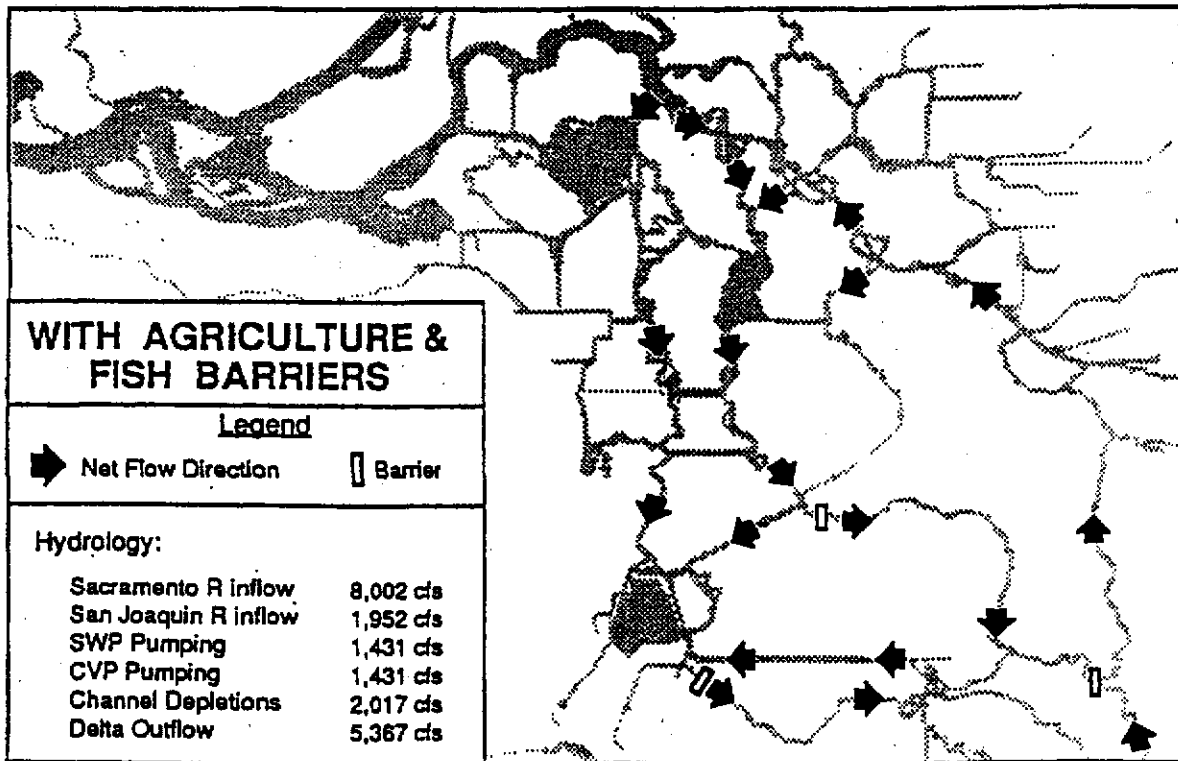 WITH AGRICULTURE &
FISH BARRIERS
Legend
Net Flow Direction
Barrier
Hydrology:
Sacramento R inflow 8,002 cfs
San Joaquin R inflow 1,952 cfs
SWP Pumping 1,431 cfs
CVP Pumping 1,431 cfs
Channel Depletions 2,017 cfs
Delta Outflow 5,367 cfs